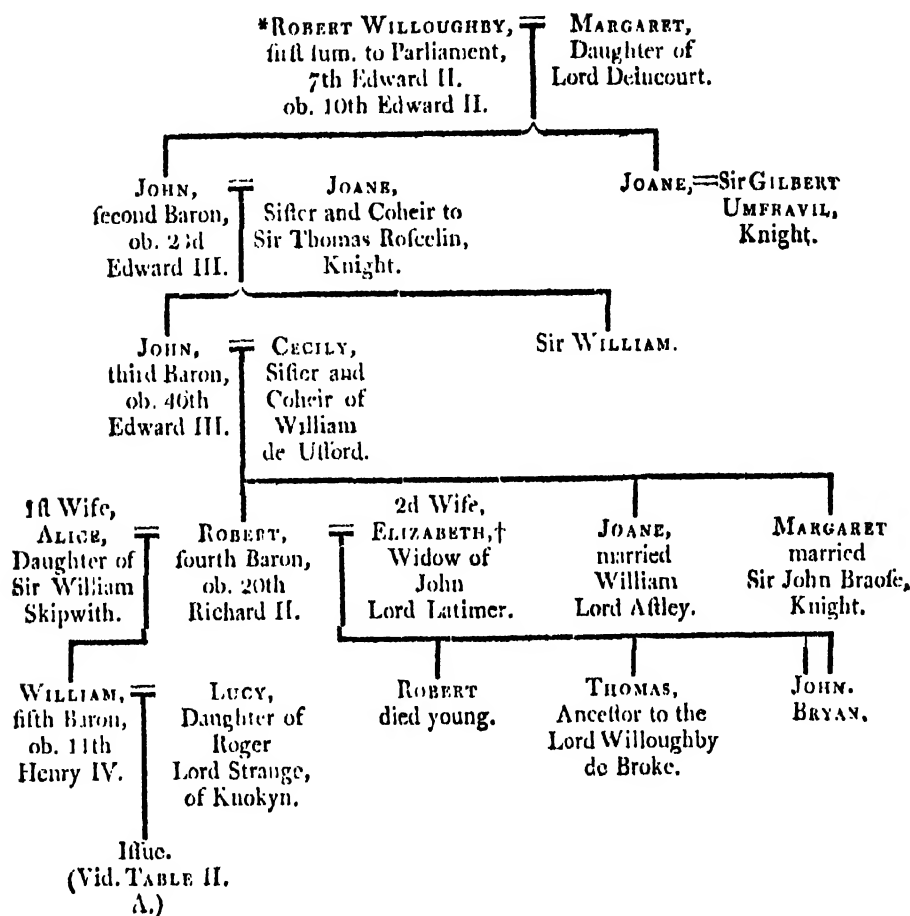 *ROBERT WILLOUGHBY,
first sum. to Parliament,
7th Edward II.
ob. 10th Edward II.
MARGARET,
Daughter of
Lord Deincourt.
JOHN,
second Baron,
ob. 23d
Edward III.
JOANE,
Sister and Coheir to
Sir Thomas Roscelin,
Knight.
JOANE,
Sir GILBERT
UMFRAVIL,
Knight.
JOHN,
third Baron,
ob. 46th
Edward III.
CECILY,
Sister and
Coheir of
William
de Ufford.
Sir WILLIAM.
1st Wife,
ALICE,
Daughter of
Sir William
Skipwith.
ROBERT,
fourth Baron,
ob. 20th
Richard II.
2d Wife,
ELIZABETH,†
Widow of
John
Lord Latimer.
JOANE,
married
William
Lord Astley.
MARGARET
married
Sir John Braose,
Knight.
WILLIAM,
fifth Baron,
ob. 11th
Henry IV.
LUCY,
Daughter of
Roger
Lord Strange,
of Knokyn.
ROBERT
died young.
THOMAS,
Ancestor to the
Lord Willoughby
de Broke.
JOHN.
BRYAN.
Issue.
(Vid. TABLE II.
A.)